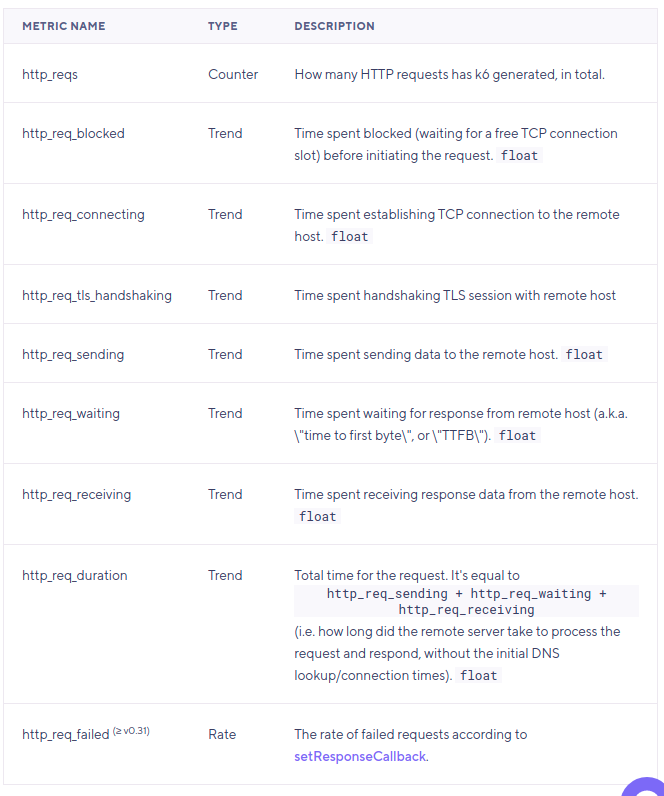 METRIC NAME TYPE DESCRIPTION
http_reqs Counter How many HTTP requests has k6 generated, in total.
http_req_blocked Trend Time spent blocked (waiting for a free TCP connection
slot) before initiating the request. float
http_req_connecting Trend Time spent establishing TCP connection to the remote
host. float
http_req_tls_handshaking Trend Time spent handshaking TLS session with remote host
http_req_sending Trend Time spent sending data to the remote host. float
http_req_waiting Trend Time spent waiting for response from remote host (a.k.a.
\"time to first byte\", or \"TTFB\"). float
http_req_receiving Trend Time spent receiving response data from the remote host.
float
http_req_duration Trend Total time for the request. It's equal to
http_req_sending + http_req_waiting +
http_req_receiving
(i.e. how long did the remote server take to process the
request and respond, without the initial DNS
lookup/connection times). float
http_req_failed (≥ v0.31) Rate The rate of failed requests according to
setResponseCallback.